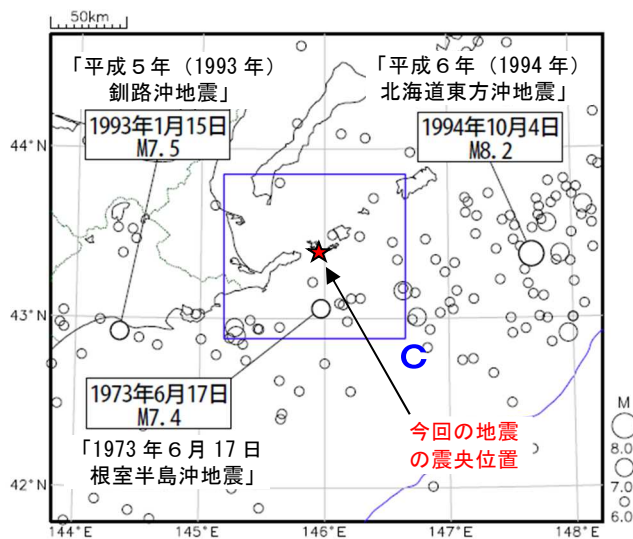 50km
「平成５年（1993 年）
釧路沖地震」
1993年1月15日
M7.5
「平成６年（1994 年）
北海道東方沖地震」
1994年10月4日
M8.2
44°N
43°N
42°N
C
1973年6月17日
M7.4
「1973 年６月 17 日
根室半島沖地震」
今回の地震
の震央位置
M
8.0
7.0
6.0
144°E
145°E
146°E
147°E
148°E